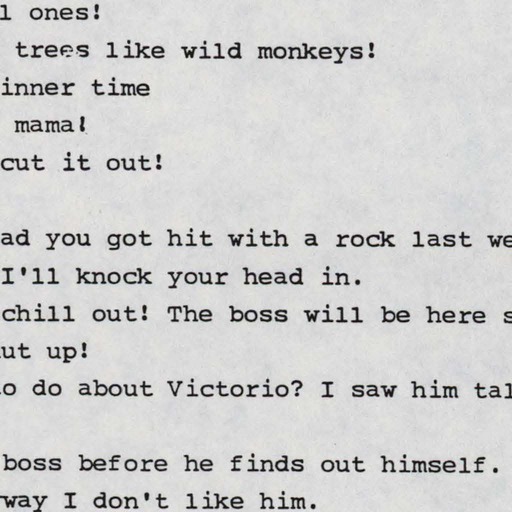 l ones!
trees like wild monkeys!
inner time
mama!
cut it out!
ad you got hit with a rock last we
I'll knock your head in.
chill out! The boss will be here s
ut up!
o do about Victorio? I saw him tal
boss before he finds out himself.
way I don't like him.